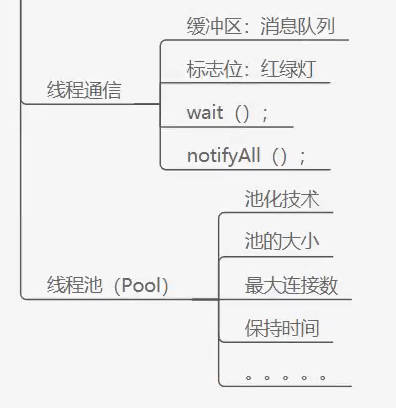 缓冲区：消息队列
标志位：红绿灯
线程通信
wait（）；
notifyAll（）；
池化技术
池的大小
线程池（Pool）
最大连接数
保持时间
。。。。。